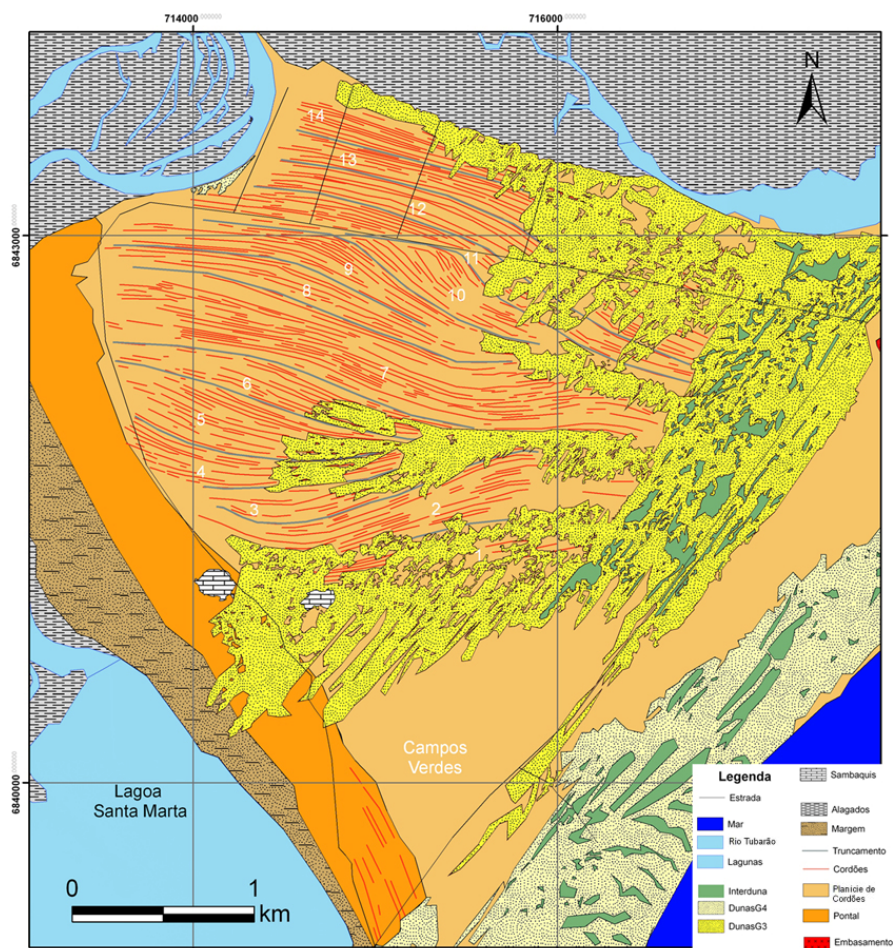 714000
716000
N
14
13
12
6843000
11
9
10
8
7
6
5
4
3
2
1
Campos
Verdes
6840000
Lagoa
Santa Marta
0 1
km
Legenda
Estrada
Mar
Rio Tubarão
Lagunas
Interduna
DunasG4
DunasG3
Sambaquis
Alagados
Margem
Truncamento
Cordões
Planície de
Cordões
Pontal
Embasamento